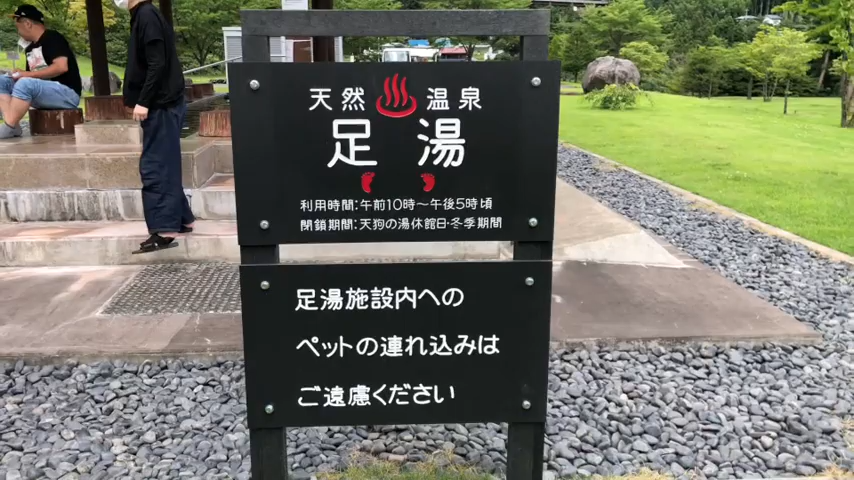 天然 ♨ 温泉
足湯
利用時間:午前10時～午後5時頃
閉鎖期間:天狗の湯休館日・冬季期間
足湯施設内への
ペットの連れ込みは
ご遠慮ください